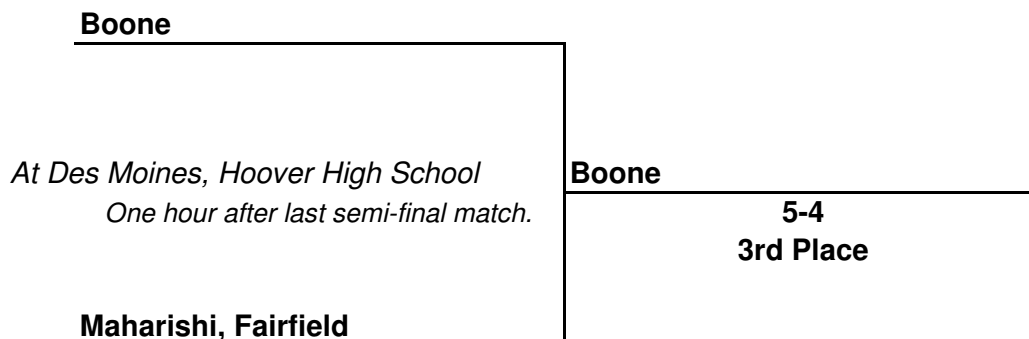 Boone
At Des Moines, Hoover High School
Boone
One hour after last semi-final match.
5-4
3rd Place
Maharishi, Fairfield